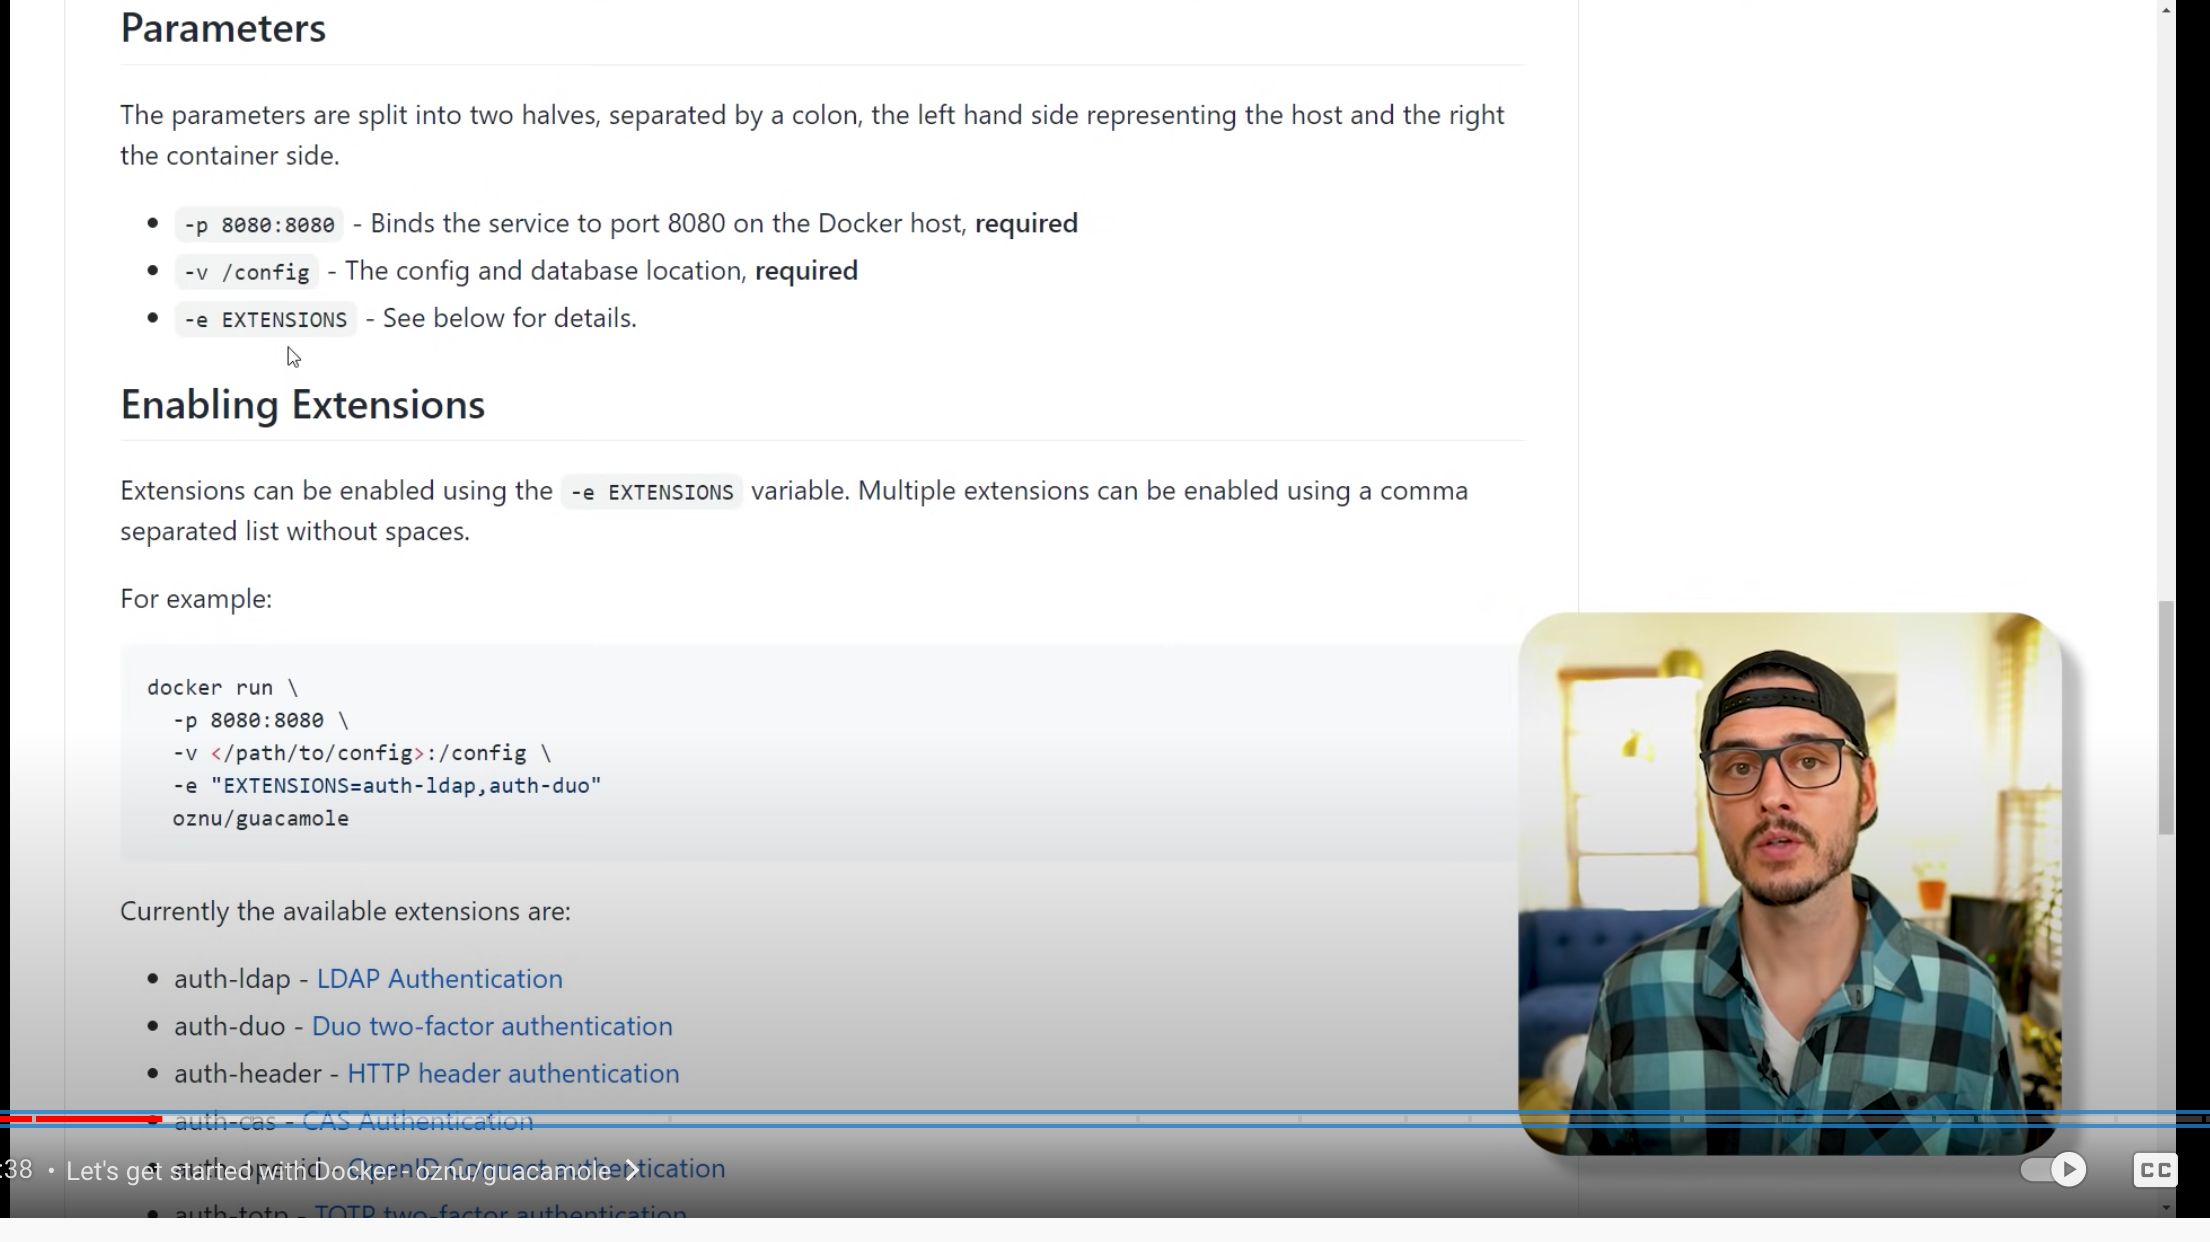 Parameters
The parameters are split into two halves, separated by a colon, the left hand side representing the host and the right
the container side.
-p 8080:8080 - Binds the service to port 8080 on the Docker host, required
-v /config - The config and database location, required
-e EXTENSIONS - See below for details.
Enabling Extensions
Extensions can be enabled using the -e EXTENSIONS variable. Multiple extensions can be enabled using a comma
separated list without spaces.
For example:
docker run \
-p 8080:8080 \
-v </path/to/config>:/config \
-e "EXTENSIONS=auth-ldap,auth-duo"
oznu/guacamole
Currently the available extensions are:
auth-ldap - LDAP Authentication
auth-duo - Duo two-factor authentication
auth-header - HTTP header authentication
auth-cas - CAS Authentication
auth-openid - OpenID Connect authentication
:38 • Let's get started with Docker - oznu/guacamole >
CC
auth-totp - TOTP two-factor authentication